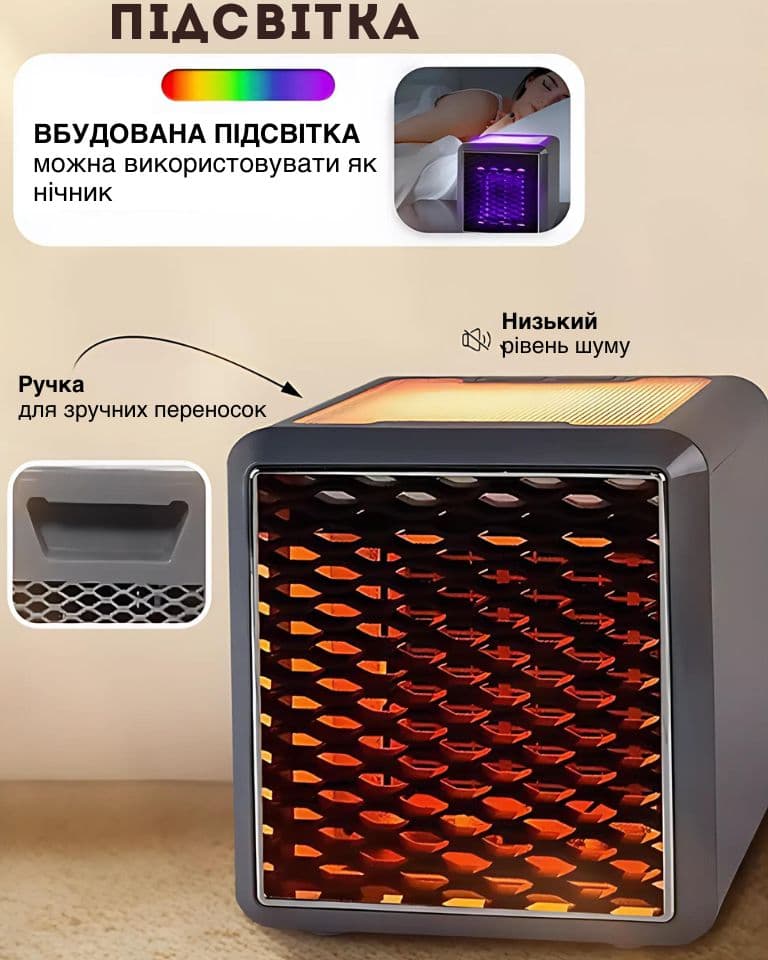 ПІДСВІТКА
ВБУДОВАНА ПІДСВІТКА
можна використовувати як
нічник
Низький
рівень шуму
Ручка
для зручних переносок